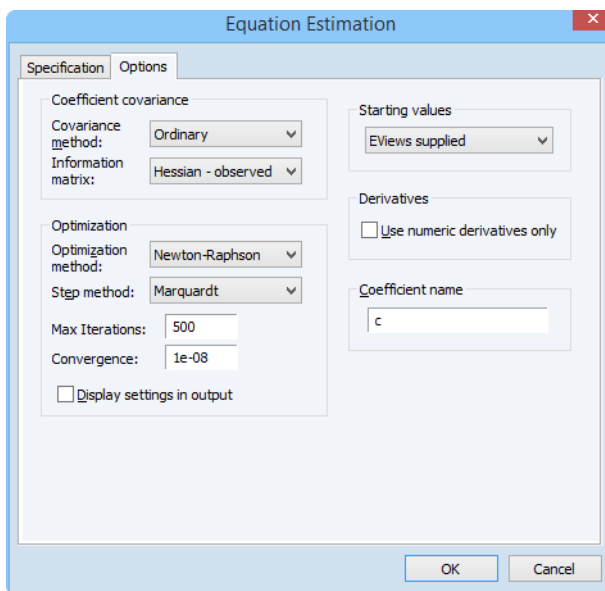 Equation Estimation
Specification
Options
Coefficient covariance
Covariance
method:
Ordinary
Information
matrix:
Hessian - observed
Optimization
Optimization
method:
Newton-Raphson
Step method:
Marquardt
Max Iterations:
500
Convergence:
1e-08
Display settings in output
Starting values
EViews supplied
Derivatives
Use numeric derivatives only
Coefficient name
c
OK
Cancel